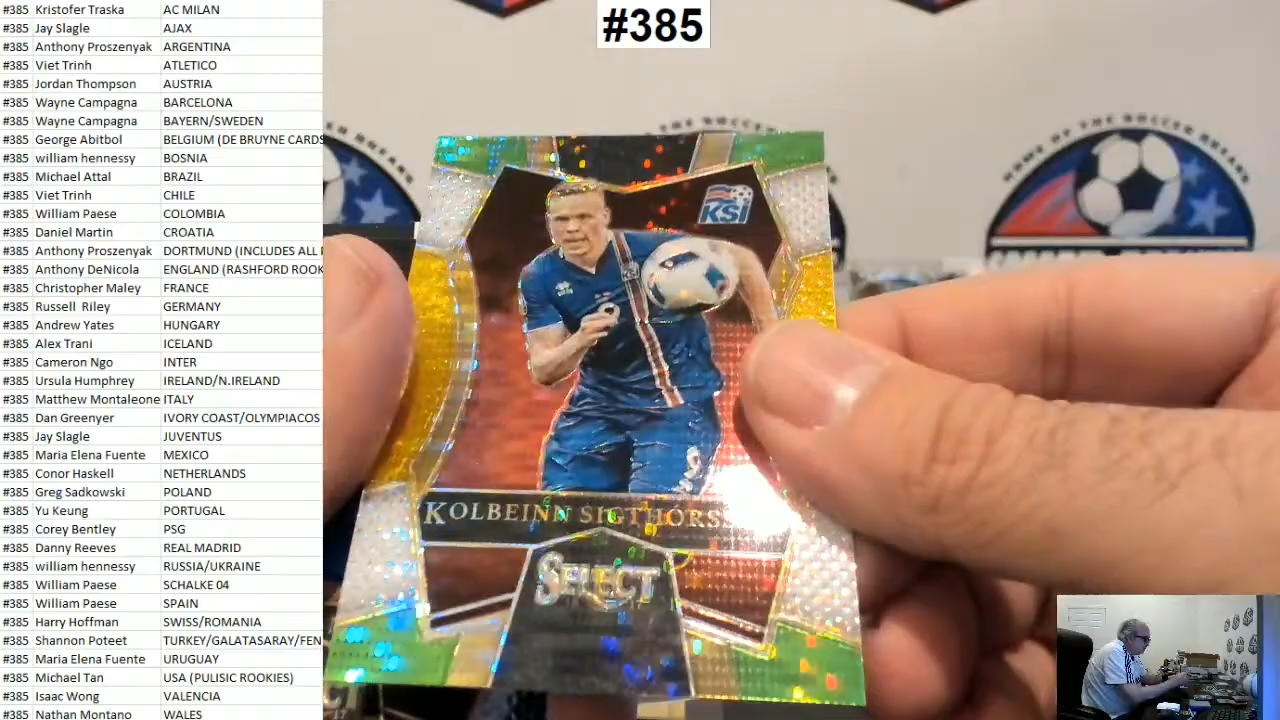 #385 Kristofer Traska AC MILAN
#385 Jay Slagle AJAX
#385 Anthony Proszenyak ARGENTINA
#385 Viet Trinh ATLETICO
#385 Jordan Thompson AUSTRIA
#385 Wayne Campagna BARCELONA
#385 Wayne Campagna BAYERN/SWEDEN
#385 George Abitbol BELGIUM (DE BRUYNE CARDS
#385 william hennessy BOSNIA
#385 Michael Attal BRAZIL
#385 Viet Trinh CHILE
#385 William Paese COLOMBIA
#385 Daniel Martin CROATIA
#385 Anthony Proszenyak DORTMUND (INCLUDES ALL
#385 Anthony DeNicola ENGLAND (RASHFORD ROOK
#385 Christopher Maley FRANCE
#385 Russell Riley GERMANY
#385 Andrew Yates HUNGARY
#385 Alex Trani ICELAND
#385 Cameron Ngo INTER
#385 Ursula Humphrey IRELAND/N.IRELAND
#385 Matthew Montaleone ITALY
#385 Dan Greenyer IVORY COAST/OLYMPIACOS
#385 Jay Slagle JUVENTUS
#385 Maria Elena Fuente MEXICO
#385 Conor Haskell NETHERLANDS
#385 Greg Sadkowski POLAND
#385 Yu Keung PORTUGAL
#385 Corey Bentley PSG
#385 Danny Reeves REAL MADRID
#385 william hennessy RUSSIA/UKRAINE
#385 William Paese SCHALKE 04
#385 William Paese SPAIN
#385 Harry Hoffman SWISS/ROMANIA
#385 Shannon Poteet TURKEY/GALATASARAY/FEN
#385 Maria Elena Fuente URUGUAY
#385 Michael Tan USA (PULISIC ROOKIES)
#385 Isaac Wong VALENCIA
#385 Nathan Montano WALES
#385
HOME OF THE SOCCER BREAKS
KSÍ
KOLBEINN SIGTHORS
SELECT